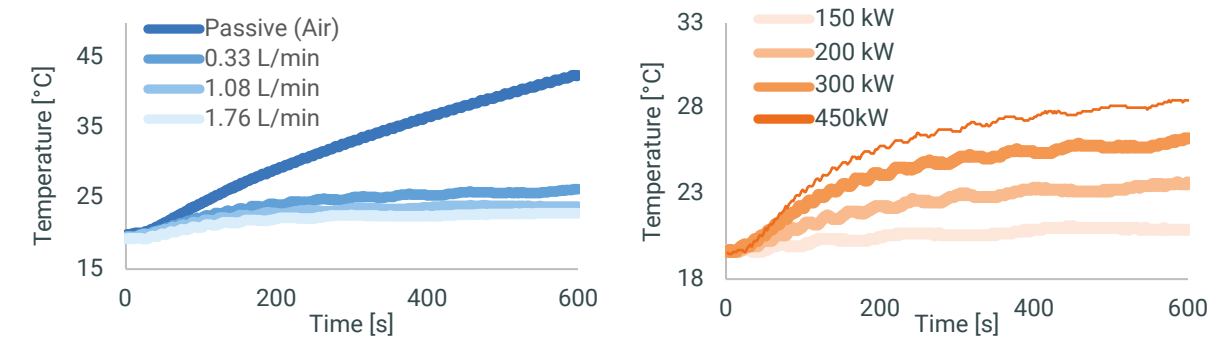 Passive (Air)
0.33 L/min
1.08 L/min
1.76 L/min
Temperature [°C]
45
35
25
15
0
200
400
600
Time [s]
150 kW
200 kW
300 kW
450kW
Temperature [°C]
33
28
23
18
0
200
400
600
Time [s]